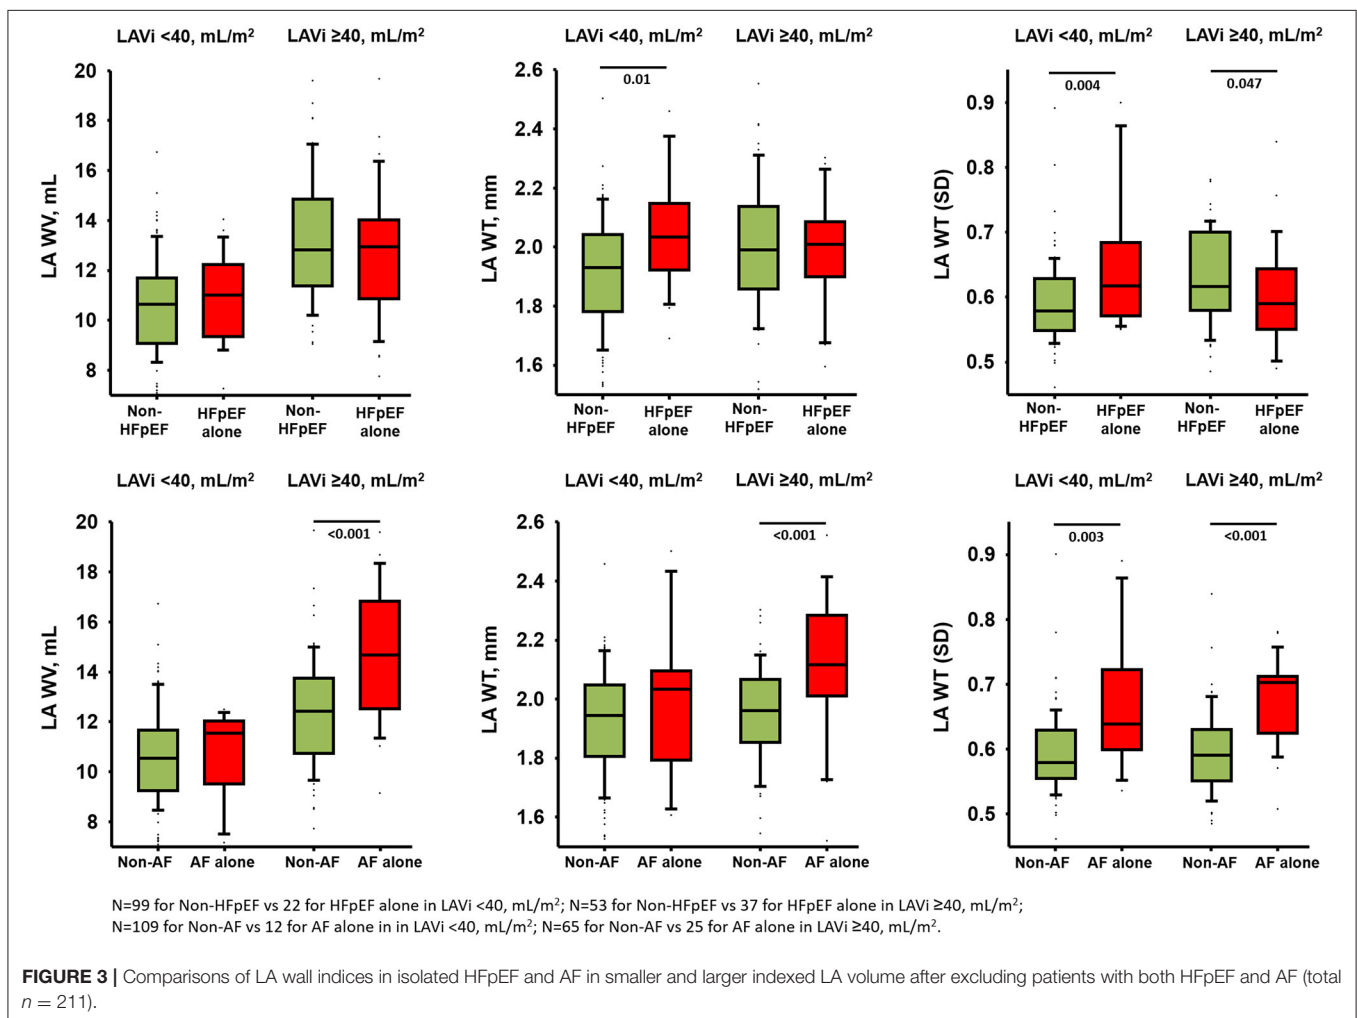 LAVi <40, mL/m² LAVi ≥40, mL/m²
LA WV, mL
20
18
16
14
12
10
8
Non-HFpEF HFpEF alone Non-HFpEF HFpEF alone
LAVi <40, mL/m² LAVi ≥40, mL/m²
LA WT, mm
2.6
2.4
2.2
2.0
1.8
1.6
0.01
Non-HFpEF HFpEF alone Non-HFpEF HFpEF alone
LAVi <40, mL/m² LAVi ≥40, mL/m²
LA WT (SD)
0.9
0.8
0.7
0.6
0.5
0.004 0.047
Non-HFpEF HFpEF alone Non-HFpEF HFpEF alone
LAVi <40, mL/m² LAVi ≥40, mL/m²
LA WV, mL
20
18
16
14
12
10
8
<0.001
Non-AF AF alone Non-AF AF alone
LAVi <40, mL/m² LAVi ≥40, mL/m²
LA WT, mm
2.6
2.4
2.2
2.0
1.8
1.6
<0.001
Non-AF AF alone Non-AF AF alone
LAVi <40, mL/m² LAVi ≥40, mL/m²
LA WT (SD)
0.9
0.8
0.7
0.6
0.5
0.003 <0.001
Non-AF AF alone Non-AF AF alone
N=99 for Non-HFpEF vs 22 for HFpEF alone in LAVi <40, mL/m²; N=53 for Non-HFpEF vs 37 for HFpEF alone in LAVi ≥40, mL/m²;
N=109 for Non-AF vs 12 for AF alone in in LAVi <40, mL/m²; N=65 for Non-AF vs 25 for AF alone in LAVi ≥40, mL/m².
FIGURE 3 | Comparisons of LA wall indices in isolated HFpEF and AF in smaller and larger indexed LA volume after excluding patients with both HFpEF and AF (total
n = 211).